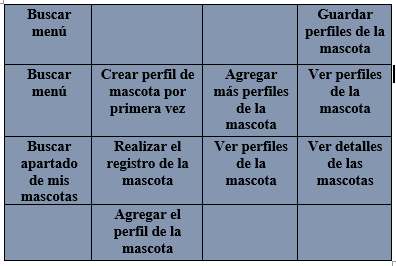 Buscar
menú
Guardar
perfiles de la
mascota
Buscar
menú
Crear perfil de
mascota por
primera vez
Agregar
más perfiles
de la
mascota
Ver perfiles
de la
mascota
Buscar
apartado
de mis
mascotas
Realizar el
registro de la
mascota
Ver perfiles
de la
mascota
Ver detalles
de las
mascotas
Agregar el
perfil de la
mascota